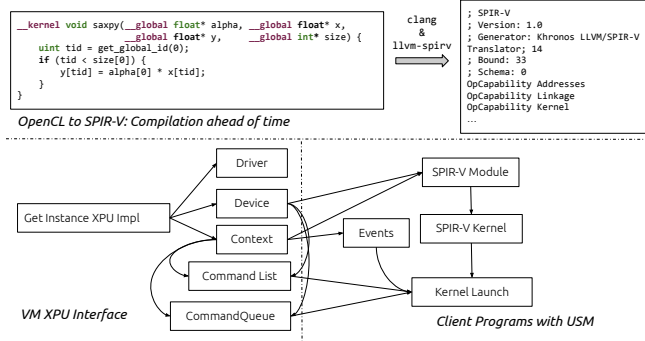 __kernel void saxpy(__global float* alpha, __global float* x,
__global float* y, __global int* size) {
uint tid = get_global_id(0);
if (tid < size[0]) {
y[tid] = alpha[0] * x[tid];
}
}
OpenCL to SPIR-V: Compilation ahead of time
clang
&
llvm-spirv
; SPIR-V
; Version: 1.0
; Generator: Khronos LLVM/SPIR-V
Translator; 14
; Bound: 33
; Schema: 0
OpCapability Addresses
OpCapability Linkage
OpCapability Kernel
...
Get Instance XPU Impl
Driver
Device
Context
Command List
CommandQueue
VM XPU Interface
Events
SPIR-V Module
SPIR-V Kernel
Kernel Launch
Client Programs with USM